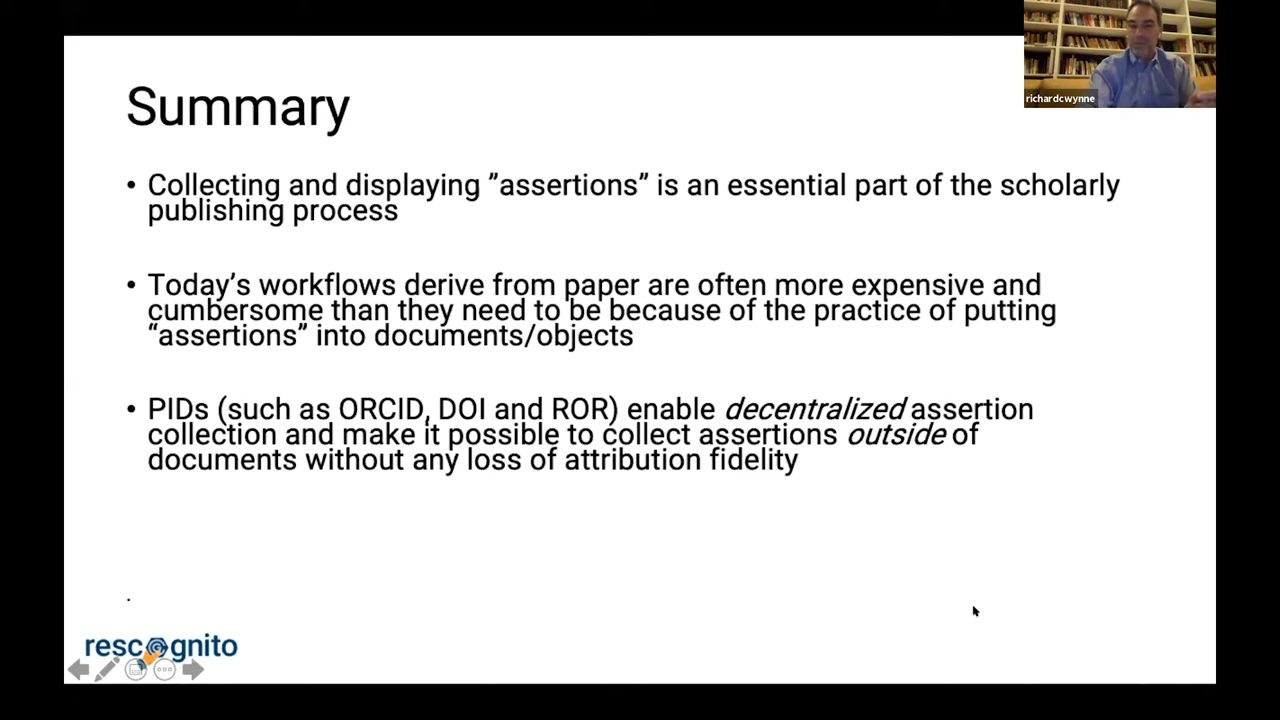 richardcwynne
Summary
• Collecting and displaying ”assertions” is an essential part of the scholarly
publishing process
• Today’s workflows derive from paper are often more expensive and
cumbersome than they need to be because of the practice of putting
“assertions” into documents/objects
• PIDs (such as ORCID, DOI and ROR) enable decentralized assertion
collection and make it possible to collect assertions outside of
documents without any loss of attribution fidelity
.
rescognito